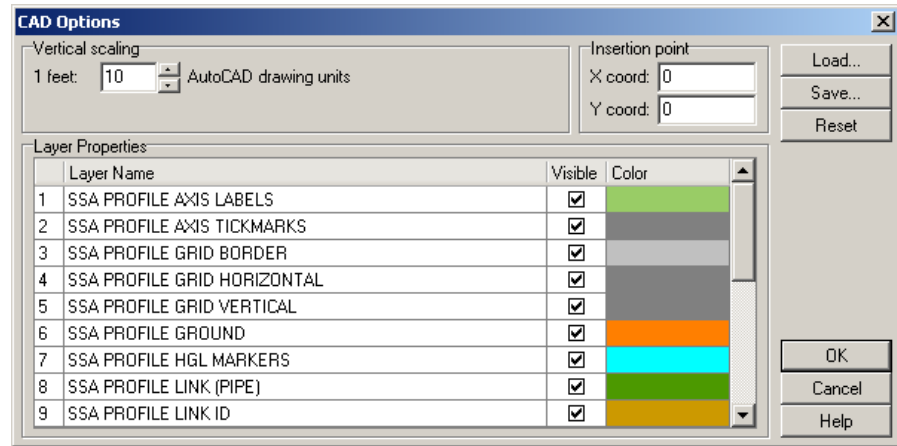 CAD Options
Vertical scaling
1 feet: 10 AutoCAD drawing units
Insertion point
X coord: 0
Y coord: 0
Load...
Save...
Reset
Layer Properties
Layer Name Visible Color
1 SSA PROFILE AXIS LABELS
2 SSA PROFILE AXIS TICKMARKS
3 SSA PROFILE GRID BORDER
4 SSA PROFILE GRID HORIZONTAL
5 SSA PROFILE GRID VERTICAL
6 SSA PROFILE GROUND
7 SSA PROFILE HGL MARKERS
8 SSA PROFILE LINK (PIPE)
9 SSA PROFILE LINK ID
OK
Cancel
Help